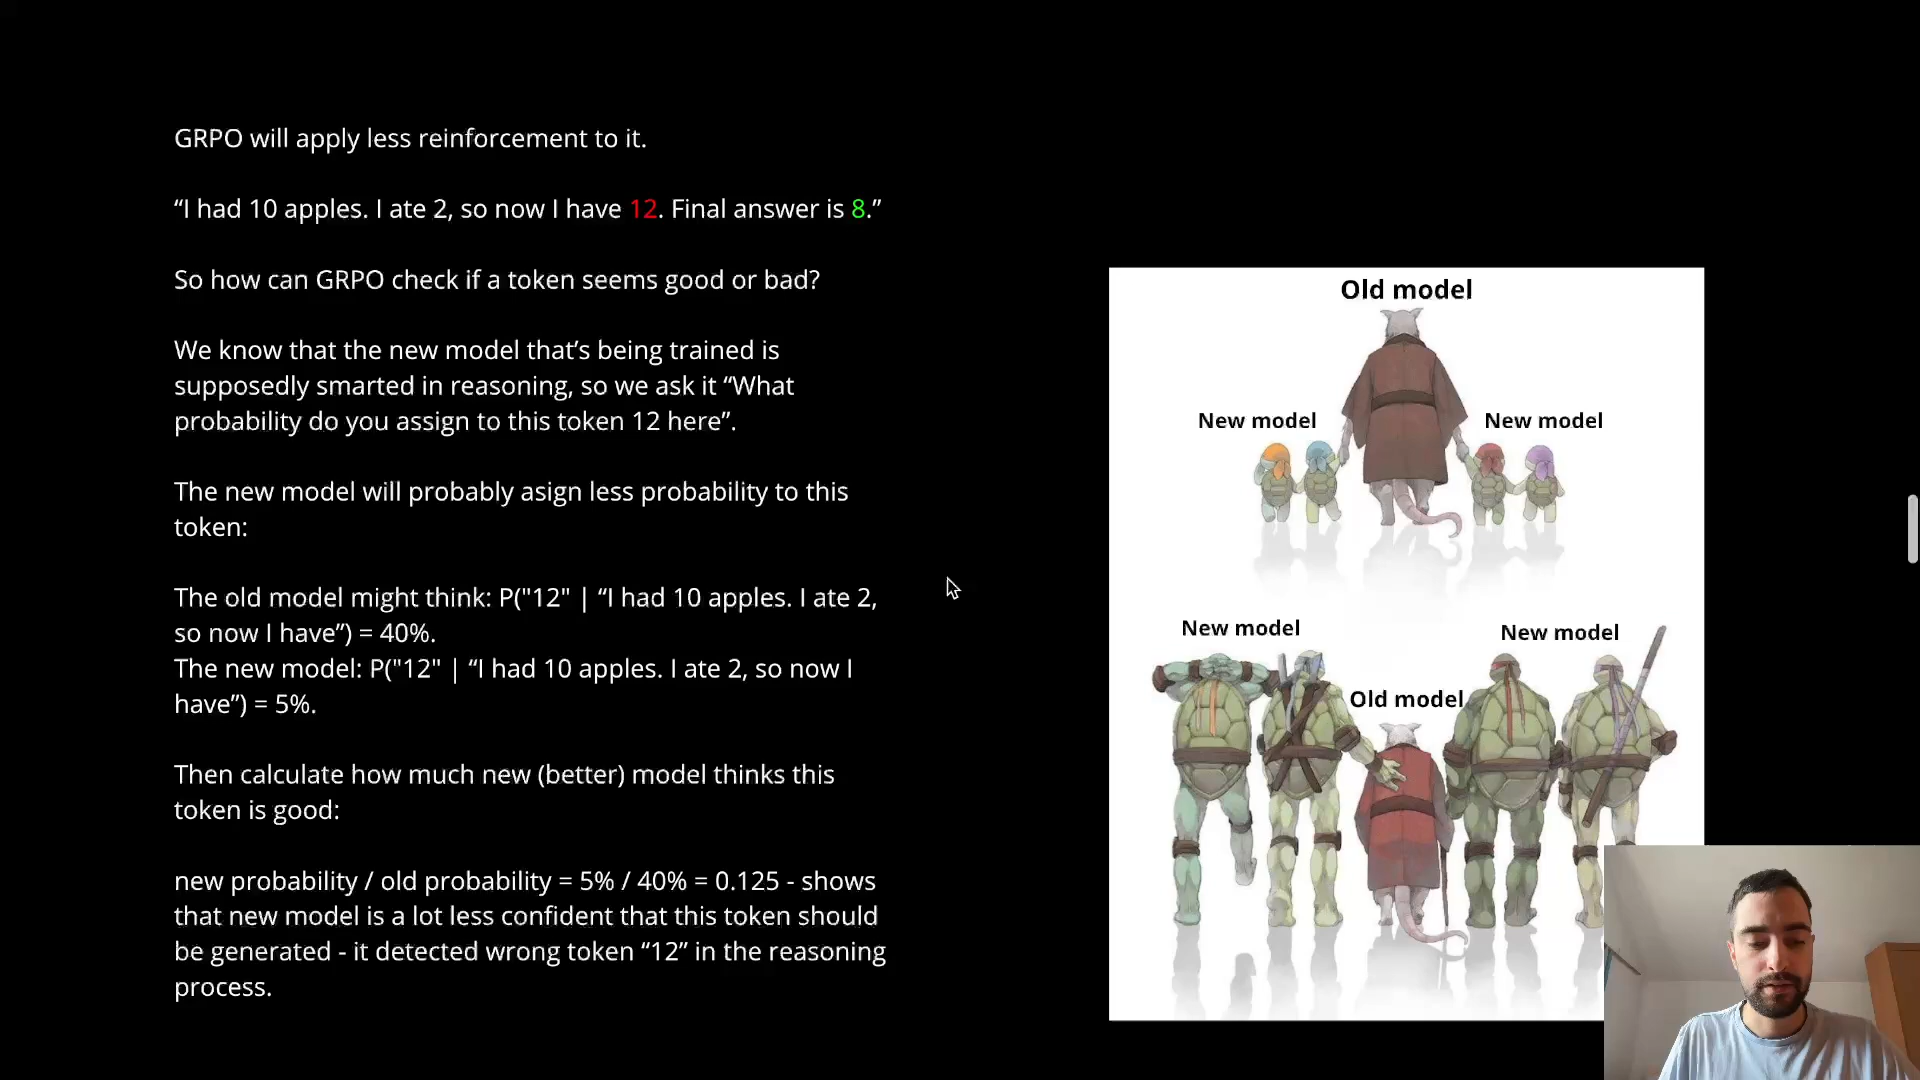 GRPO will apply less reinforcement to it.
“I had 10 apples. I ate 2, so now I have 12. Final answer is 8.”
So how can GRPO check if a token seems good or bad?
We know that the new model that’s being trained is
supposedly smarted in reasoning, so we ask it “What
probability do you assign to this token 12 here”.
The new model will probably asign less probability to this
token:
The old model might think: P("12" | “I had 10 apples. I ate 2,
so now I have”) = 40%.
The new model: P("12" | “I had 10 apples. I ate 2, so now I
have”) = 5%.
Then calculate how much new (better) model thinks this
token is good:
new probability / old probability = 5% / 40% = 0.125 - shows
that new model is a lot less confident that this token should
be generated - it detected wrong token “12” in the reasoning
process.
Old model
New model
New model
New model
New model
Old model